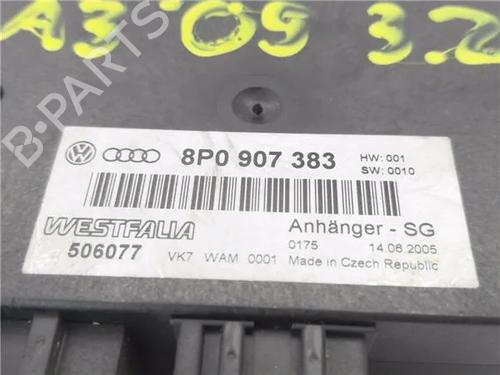 A3'05 3.2
B-PARTS
8P0 907 383
HW: 001
SW: 0010
WESTFALIA
506077
VK7 WAM 0001
Anhänger - SG
0175 14.06.2005
Made in Czech Republic